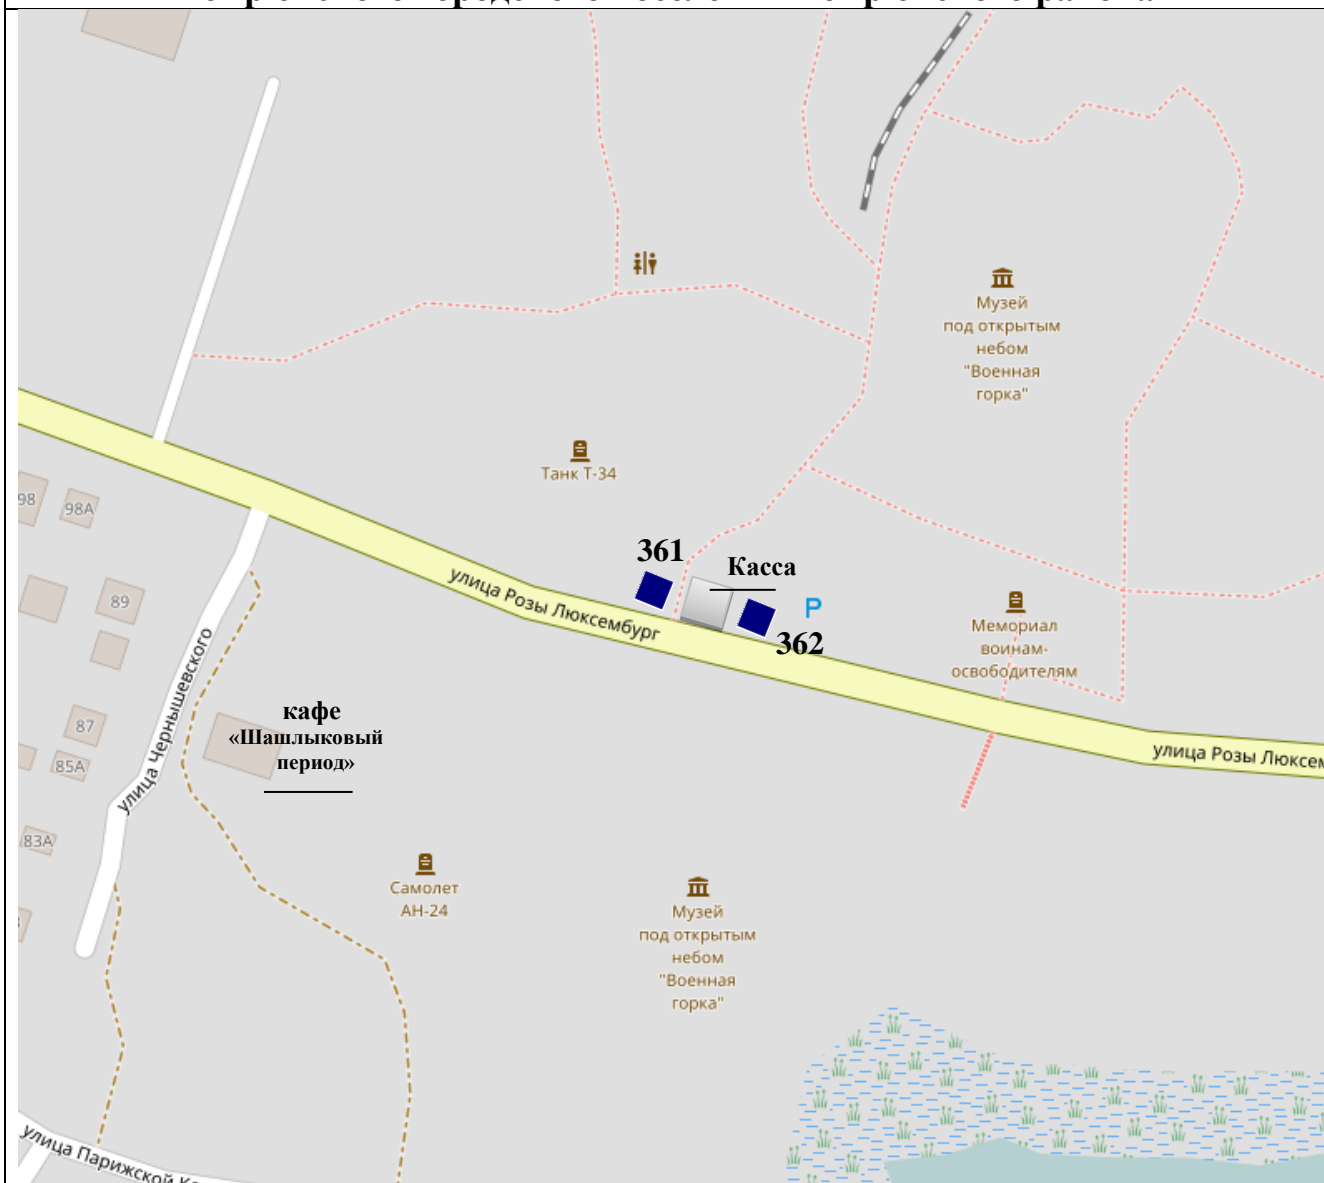 Музей
под открытым
небом
"Военная
горка"
Танк Т-34
98
98А
361
Касса
P
улица Розы Люксембург
89
362
Мемориал
воинам-
освободителям
улица Чернышевского
87
85А
кафе
«Шашлыковый
период»
улица Розы Люксем
83А
Самолет
АН-24
Музей
под открытым
небом
"Военная
горка"
улица Парижской К